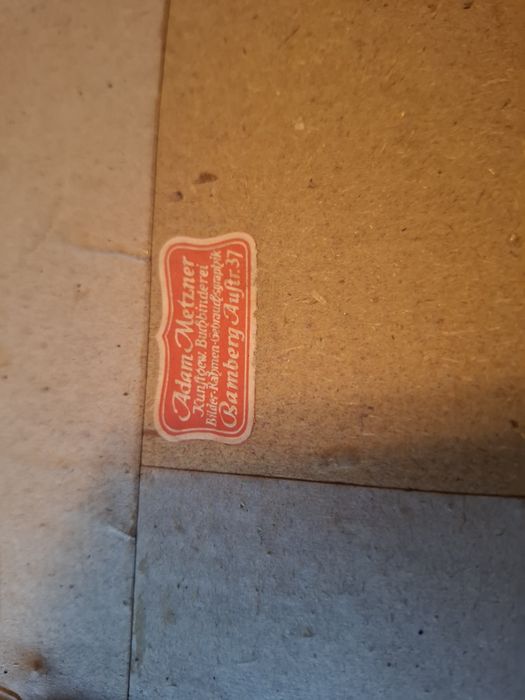 Adam Metzner
Kunstgew. Buchbinderei
Bilder-Rahmen-Gebrauchsgraphik
Bamberg Austr. 37